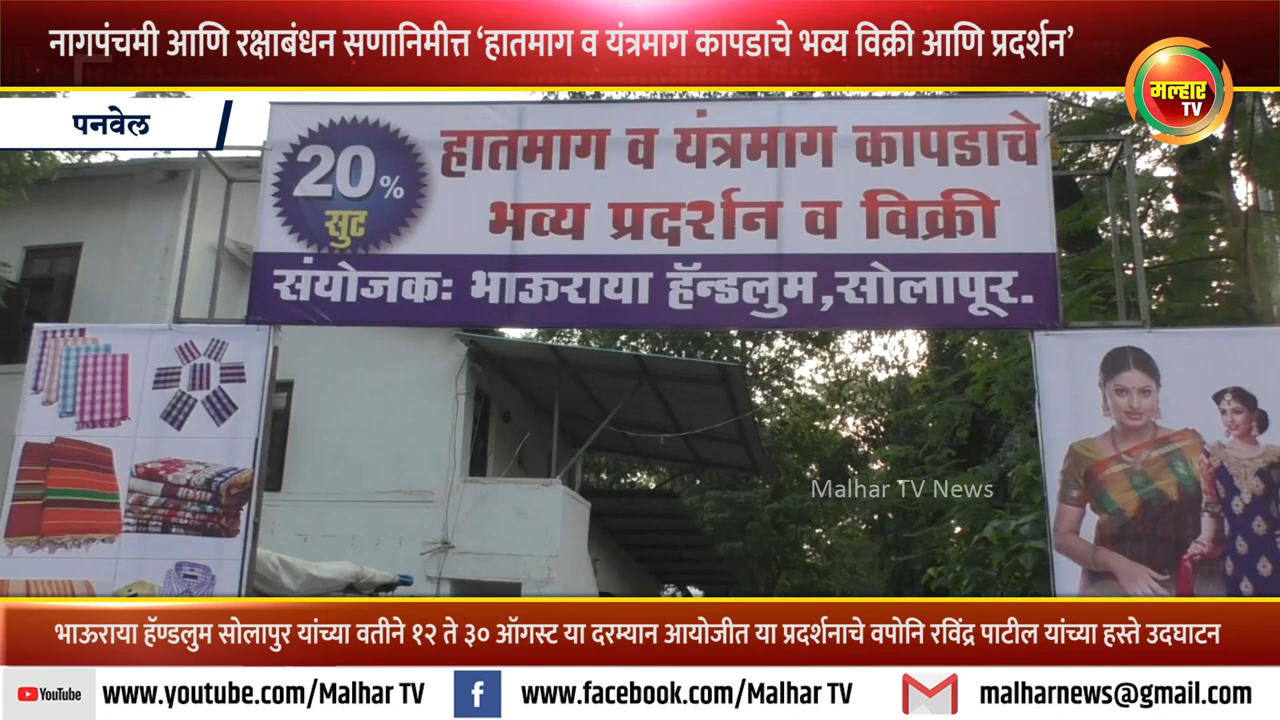 नागपंचमी आणि रक्षाबंधन सणानिमीत्त ‘हातमाग व यंत्रमाग कापडाचे भव्य विक्री आणि प्रदर्शन’
मल्हार
TV
पनवेल
20%
सुट
हातमाग व यंत्रमाग कापडाचे
भव्य प्रदर्शन व विक्री
संयोजकः भाऊराया हॅन्डलुम,सोलापूर.
Malhar TV News
भाऊराया हॅण्डलुम सोलापुर यांच्या वतीने १२ ते ३० ऑगस्ट या दरम्यान आयोजीत या प्रदर्शनाचे वपोनि रविंद्र पाटील यांच्या हस्ते उदघाटन
YouTube www.youtube.com/Malhar TV www.facebook.com/Malhar TV malharnews@gmail.com